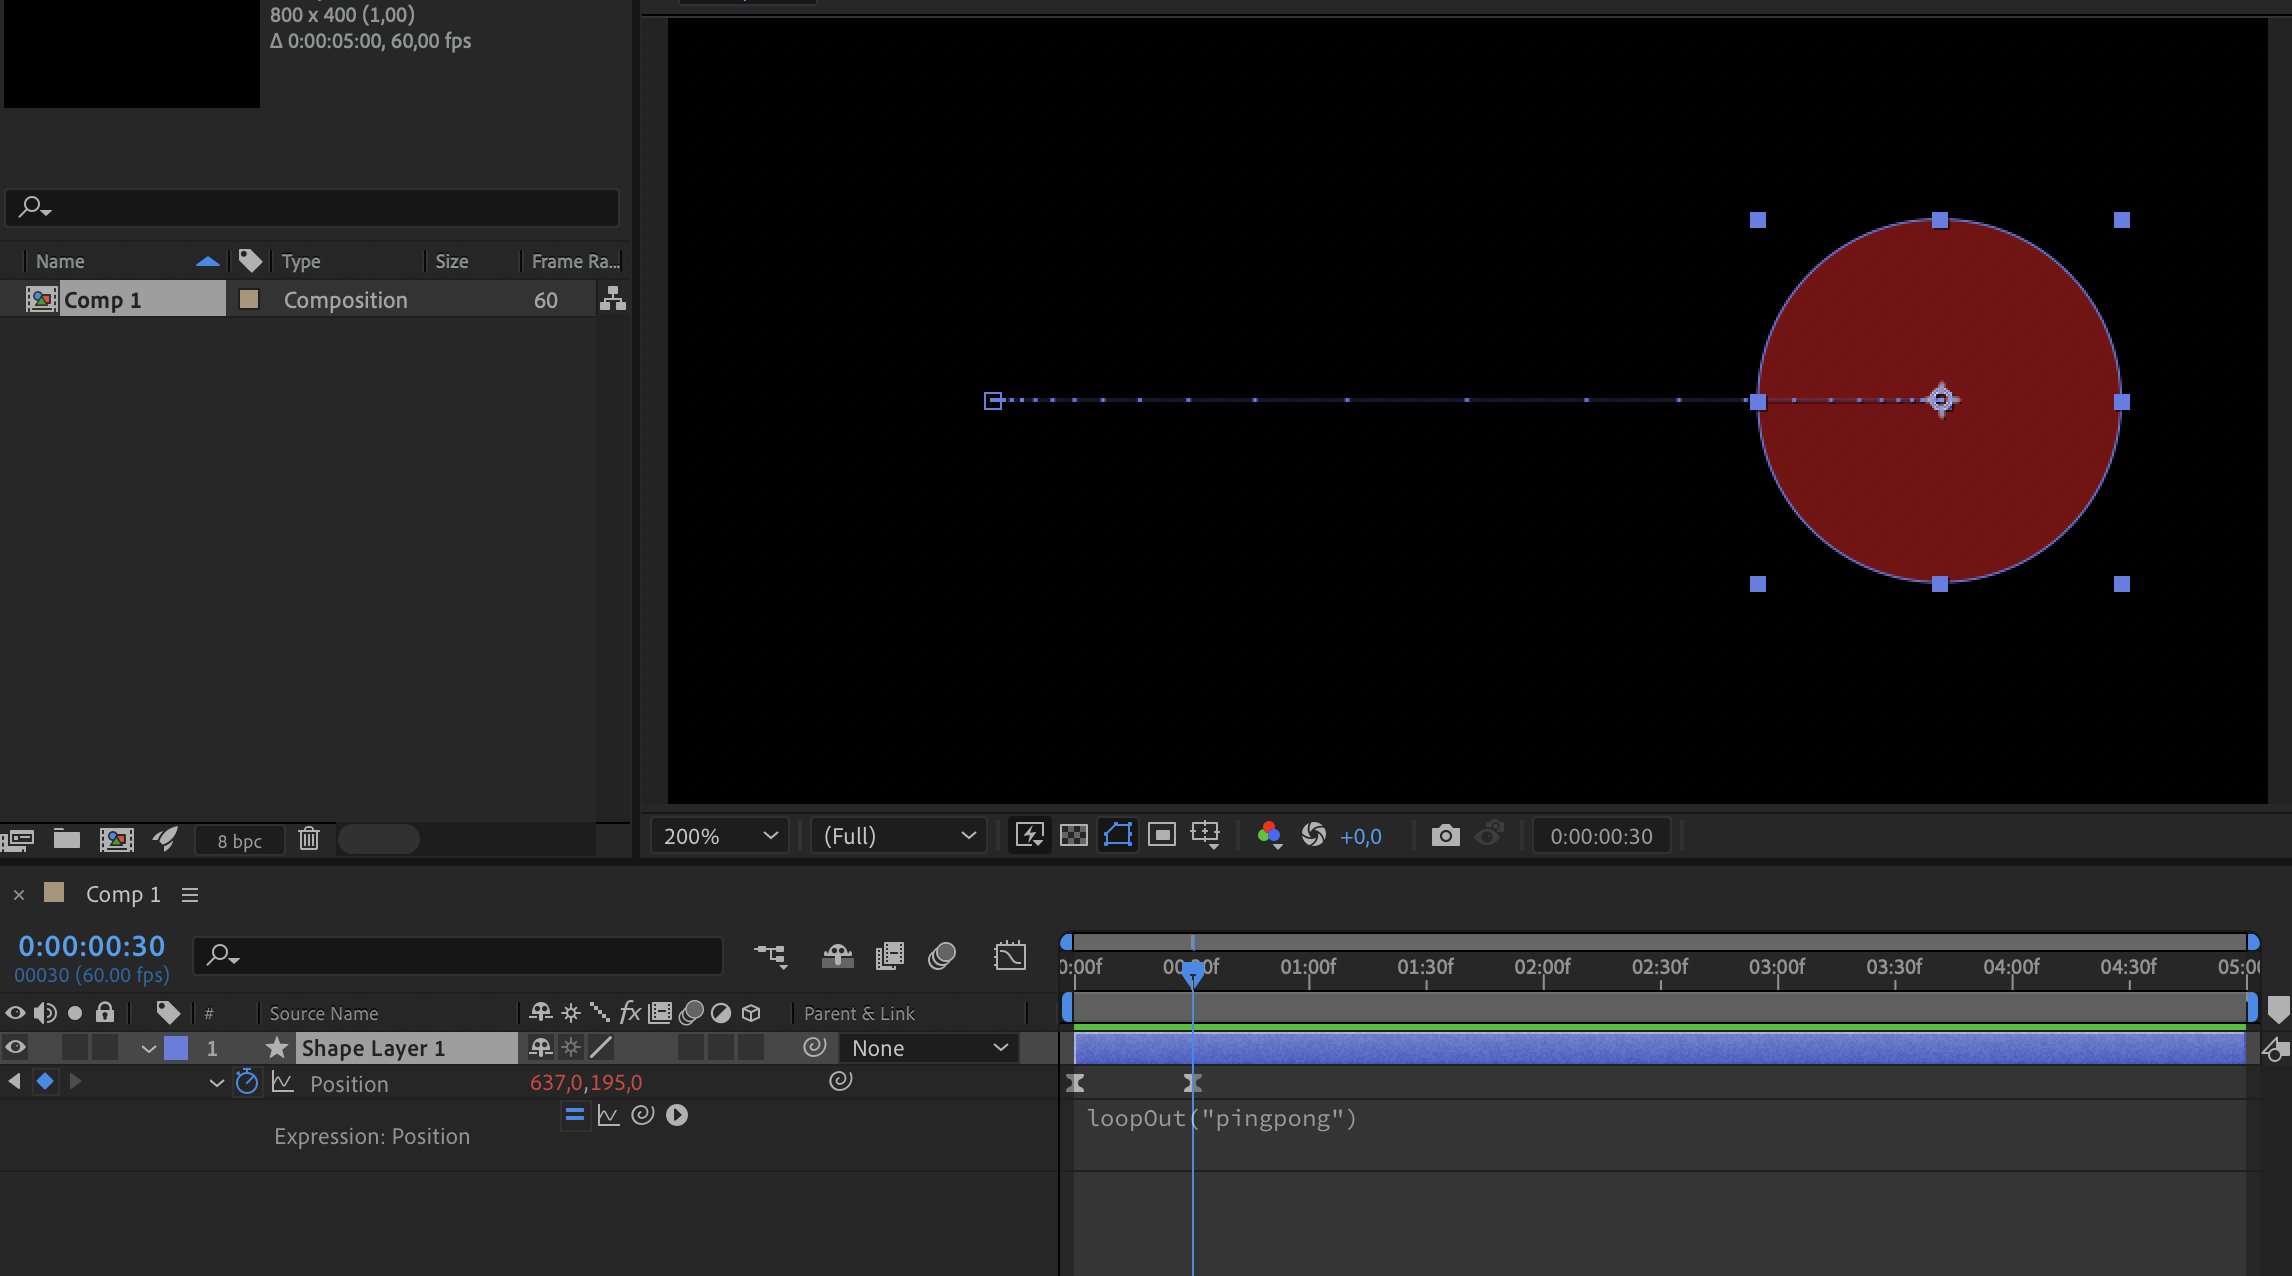 800 x 400 (1,00)
Δ 0:00:05:00, 60,00 fps
Name Type Size Frame Ra...
Comp 1 Composition 60
8 bpc
200% (Full) +0,0 0:00:00:30
× Comp 1
0:00:00:30
00030 (60.00 fps)
0:00f 00:30f 01:00f 01:30f 02:00f 02:30f 03:00f 03:30f 04:00f 04:30f 05:00
# Source Name fx Parent & Link
1 Shape Layer 1 None
Position 637,0,195,0
loopOut("pingpong")
Expression: Position